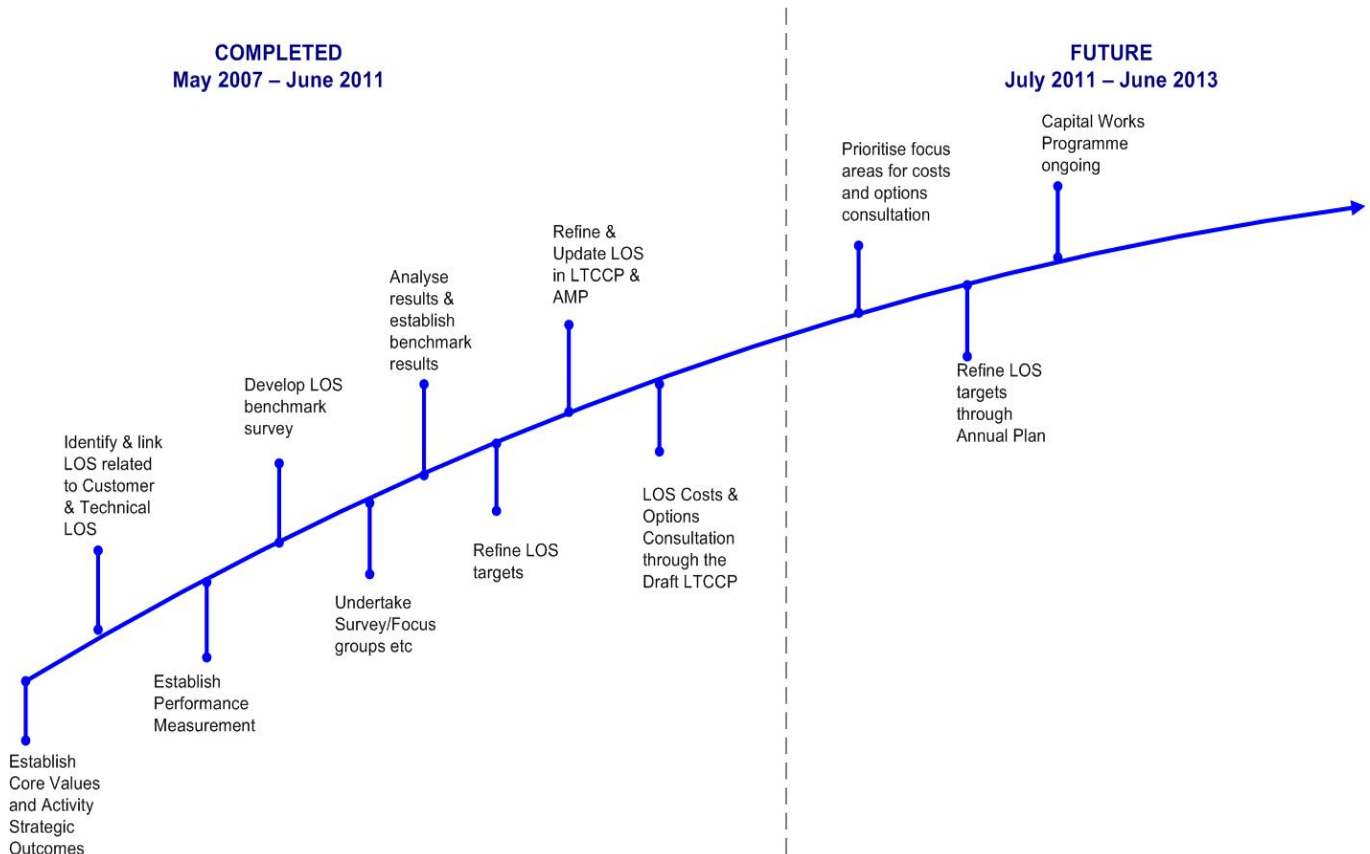 COMPLETED
May 2007 – June 2011
FUTURE
July 2011 – June 2013
Establish
Core Values
and Activity
Strategic
Outcomes
Identify & link
LOS related
to Customer
& Technical
LOS
Establish
Performance
Measurement
Develop LOS
benchmark
survey
Undertake
Survey/Focus
groups etc
Analyse
results &
establish
benchmark
results
Refine LOS
targets
Refine &
Update LOS
in LTCCP &
AMP
LOS Costs &
Options
Consultation
through the
Draft LTCCP
Prioritise focus
areas for costs
and options
consultation
Refine LOS
targets
through
Annual Plan
Capital Works
Programme
ongoing